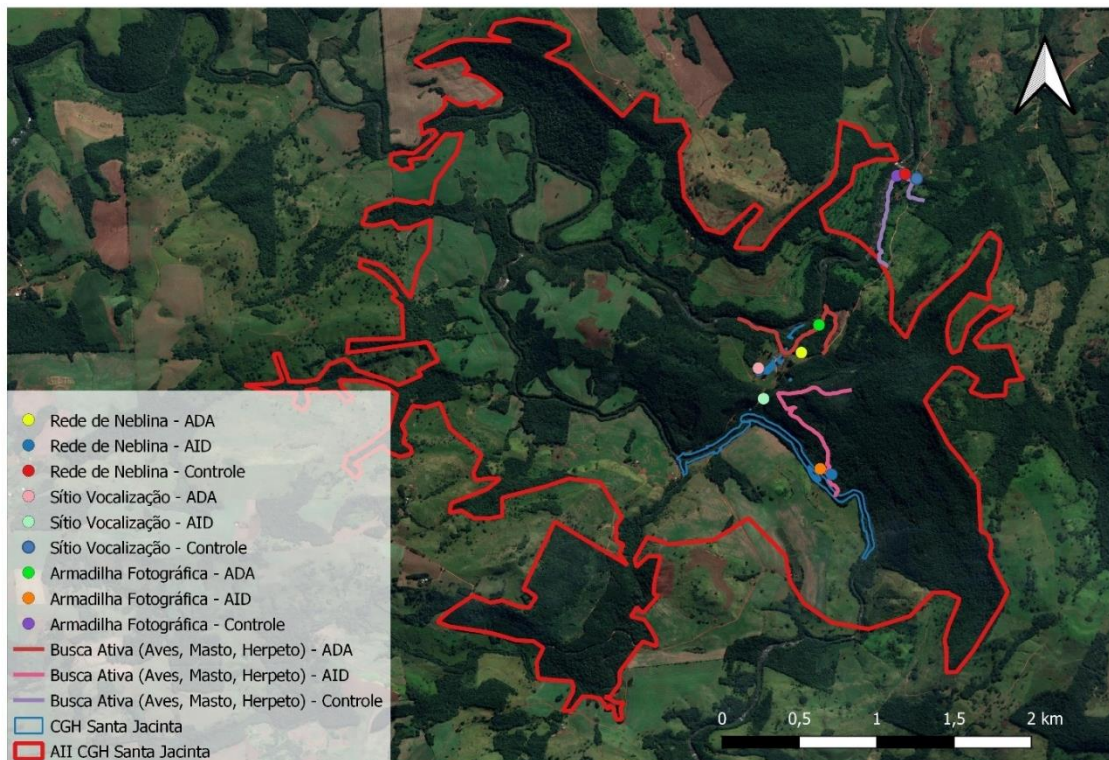 Rede de Neblina - ADA
Rede de Neblina - AID
Rede de Neblina - Controle
Sítio Vocalização - ADA
Sítio Vocalização - AID
Sítio Vocalização - Controle
Armadilha Fotográfica - ADA
Armadilha Fotográfica - AID
Armadilha Fotográfica - Controle
Busca Ativa (Aves, Masto, Herpeto) - ADA
Busca Ativa (Aves, Masto, Herpeto) - AID
Busca Ativa (Aves, Masto, Herpeto) - Controle
CGH Santa Jacinta
AII CGH Santa Jacinta
0 0,5 1 1,5 2 km